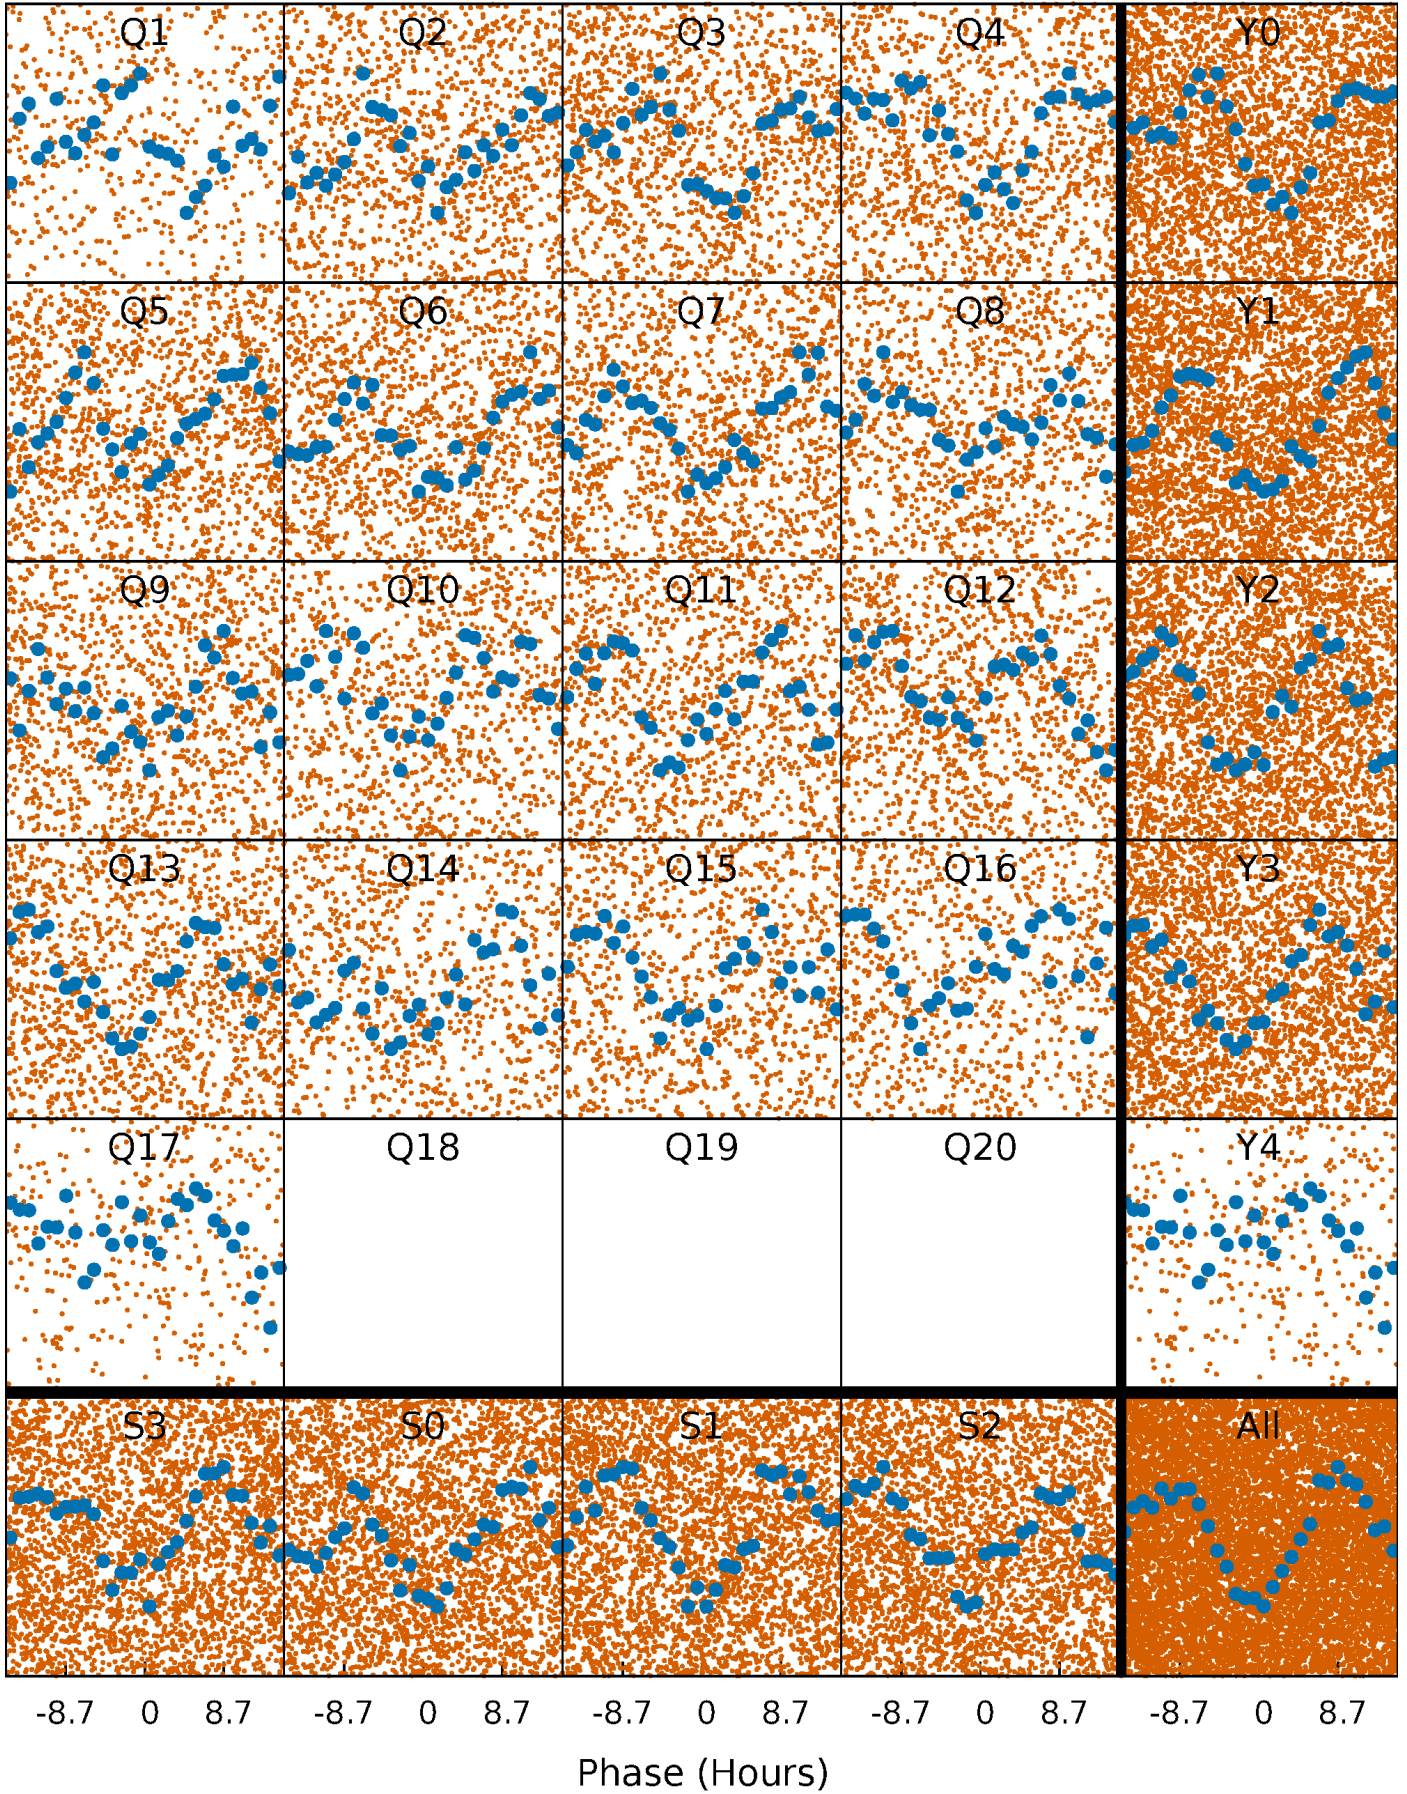 Q1 Q2 Q3 Q4 Y0
Q5 Q6 Q7 Q8 Y1
Q9 Q10 Q11 Q12 Y2
Q13 Q14 Q15 Q16 Y3
Q17 Q18 Q19 Q20 Y4
S3 S0 S1 S2 All
-8.7 0 8.7 -8.7 0 8.7 -8.7 0 8.7 -8.7 0 8.7 -8.7 0 8.7
Phase (Hours)